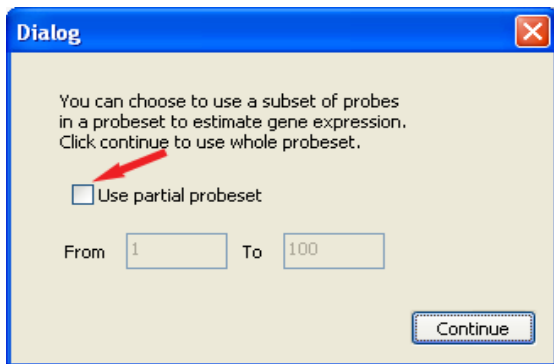 Dialog
You can choose to use a subset of probes
in a probeset to estimate gene expression.
Click continue to use whole probeset.
Use partial probeset
From 1 To 100
Continue